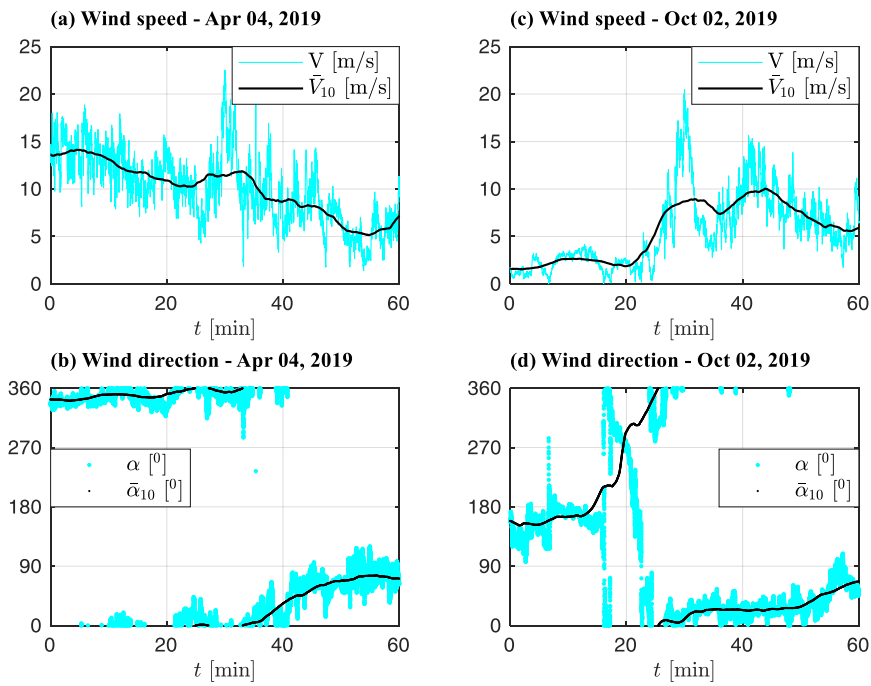 (a) Wind speed - Apr 04, 2019
25
20
15
10
5
0
V [m/s]
V̄₁₀ [m/s]
0 20 40 60
t [min]
(c) Wind speed - Oct 02, 2019
25
20
15
10
5
0
V [m/s]
V̄₁₀ [m/s]
0 20 40 60
t [min]
(b) Wind direction - Apr 04, 2019
360
270
180
90
0
α [⁰]
ᾱ₁₀ [⁰]
0 20 40 60
t [min]
(d) Wind direction - Oct 02, 2019
360
270
180
90
0
α [⁰]
ᾱ₁₀ [⁰]
0 20 40 60
t [min]